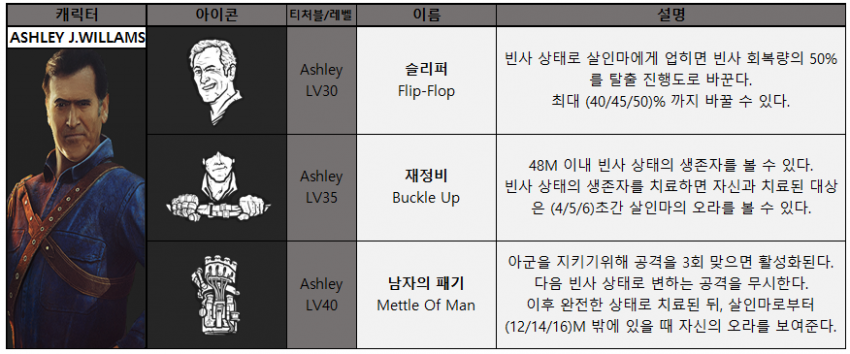 캐릭터 아이콘 티처블/레벨 이름 설명
ASHLEY J.WILLAMS
Ashley
LV30
슬리퍼
Flip-Flop
빈사 상태로 살인마에게 업히면 빈사 회복량의 50%
를 탈출 진행도로 바꾼다.
최대 (40/45/50)% 까지 바꿀 수 있다.
Ashley
LV35
재정비
Buckle Up
48M 이내 빈사 상태의 생존자를 볼 수 있다.
빈사 상태의 생존자를 치료하면 자신과 치료된 대상
은 (4/5/6)초간 살인마의 오라를 볼 수 있다.
Ashley
LV40
남자의 패기
Mettle Of Man
아군을 지키기위해 공격을 3회 맞으면 활성화된다.
다음 빈사 상태로 변하는 공격을 무시한다.
이후 완전한 상태로 치료된 뒤, 살인마로부터
(12/14/16)M 밖에 있을 때 자신의 오라를 보여준다.